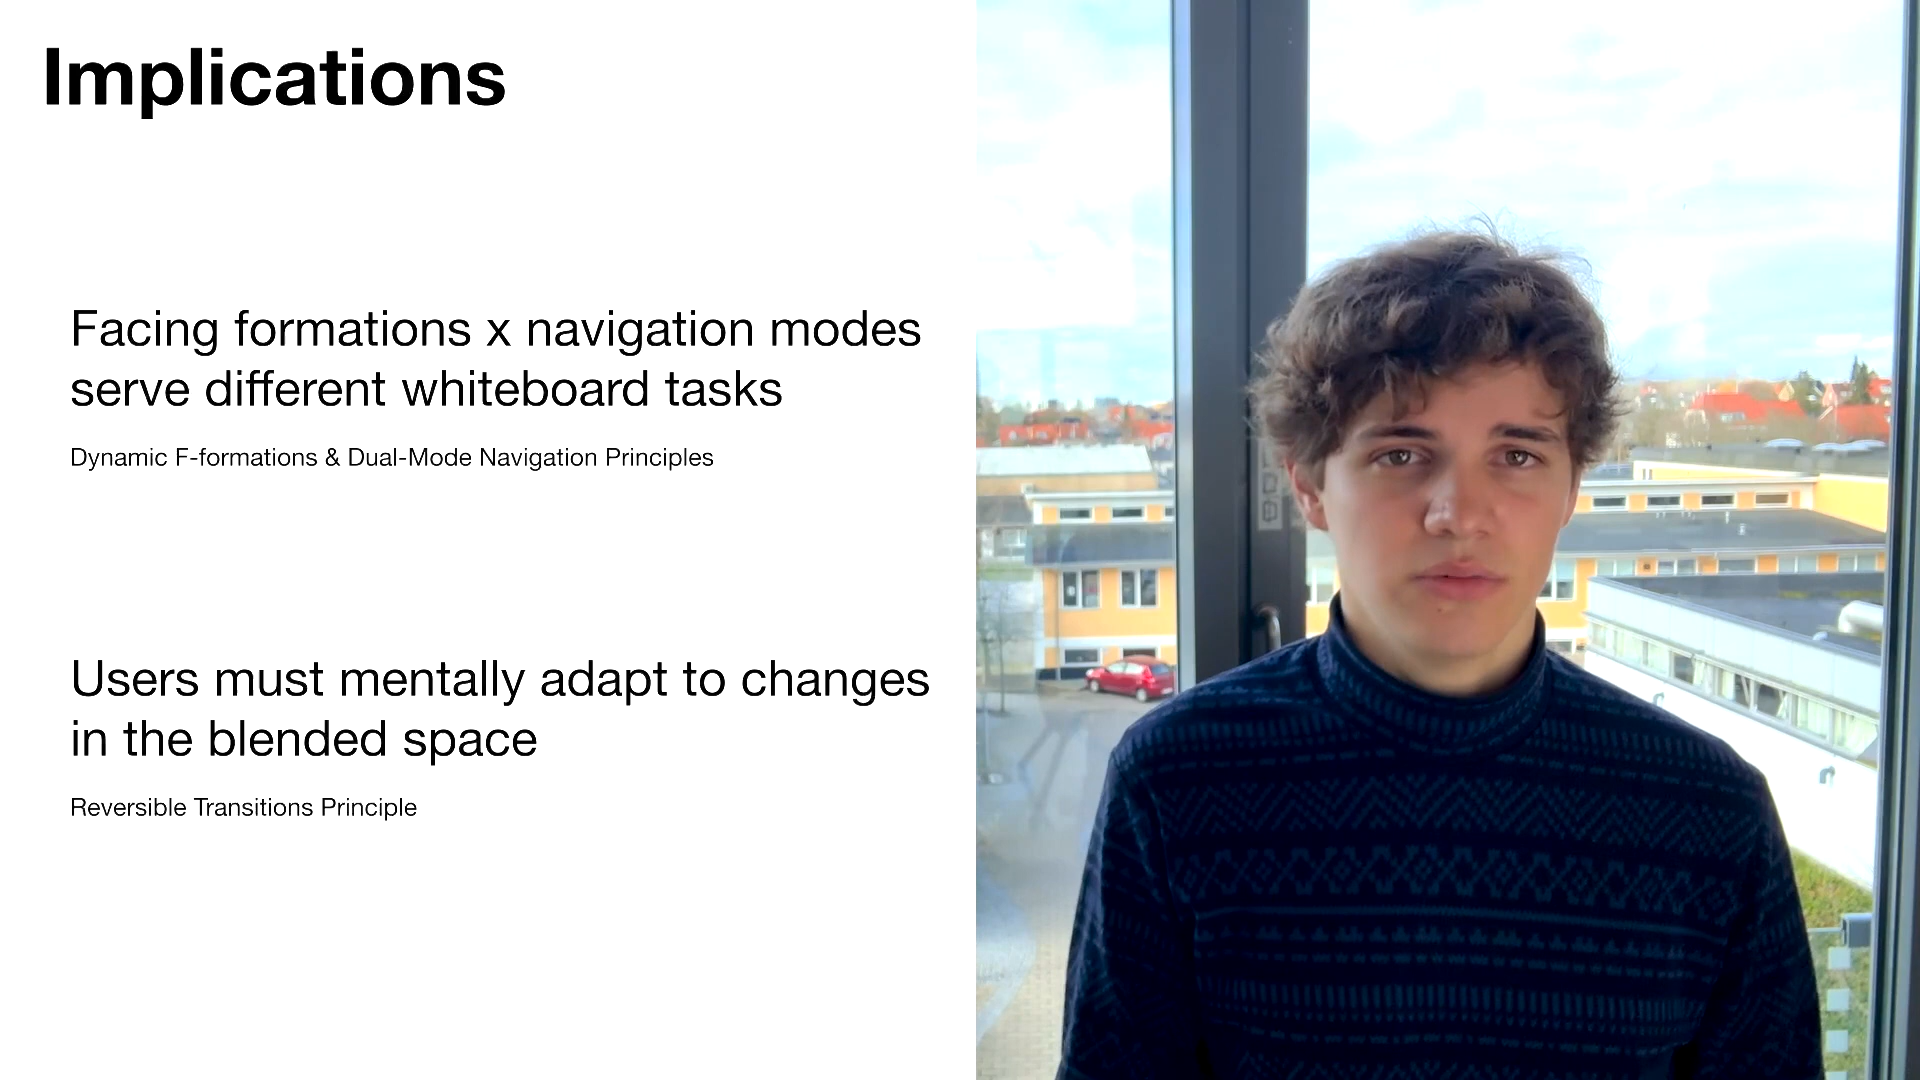 Implications
Facing formations x navigation modes
serve different whiteboard tasks
Dynamic F-formations & Dual-Mode Navigation Principles
Users must mentally adapt to changes
in the blended space
Reversible Transitions Principle